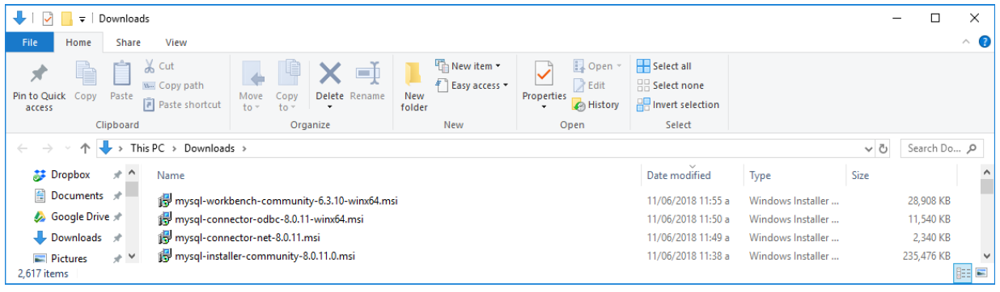 Downloads
File Home Share View
Pin to Quick access
Copy
Paste
Cut
Copy path
Paste shortcut
Clipboard
Move to
Copy to
Delete
Rename
Organize
New folder
New item
Easy access
New
Properties
Open
Edit
History
Open
Select all
Select none
Invert selection
Select
This PC > Downloads >
Search Do...
Dropbox
Documents
Google Drive
Downloads
Pictures
Name Date modified Type Size
mysql-workbench-community-6.3.10-winx64.msi 11/06/2018 11:55 a Windows Installer ... 28,908 KB
mysql-connector-odbc-8.0.11-winx64.msi 11/06/2018 11:50 a Windows Installer ... 11,540 KB
mysql-connector-net-8.0.11.msi 11/06/2018 11:49 a Windows Installer ... 2,340 KB
mysql-installer-community-8.0.11.0.msi 11/06/2018 11:38 a Windows Installer ... 235,476 KB
2,617 items